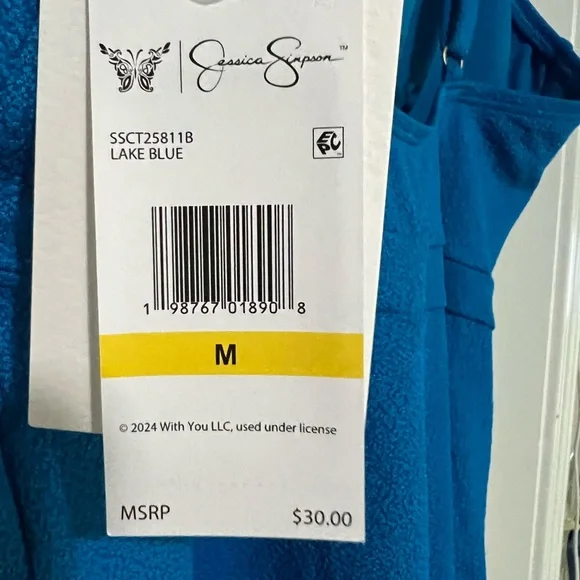 Jessica Simpson™
SSCT25811B
LAKE BLUE
EPC
1 98767 01890 8
M
© 2024 With You LLC, used under license
MSRP $30.00